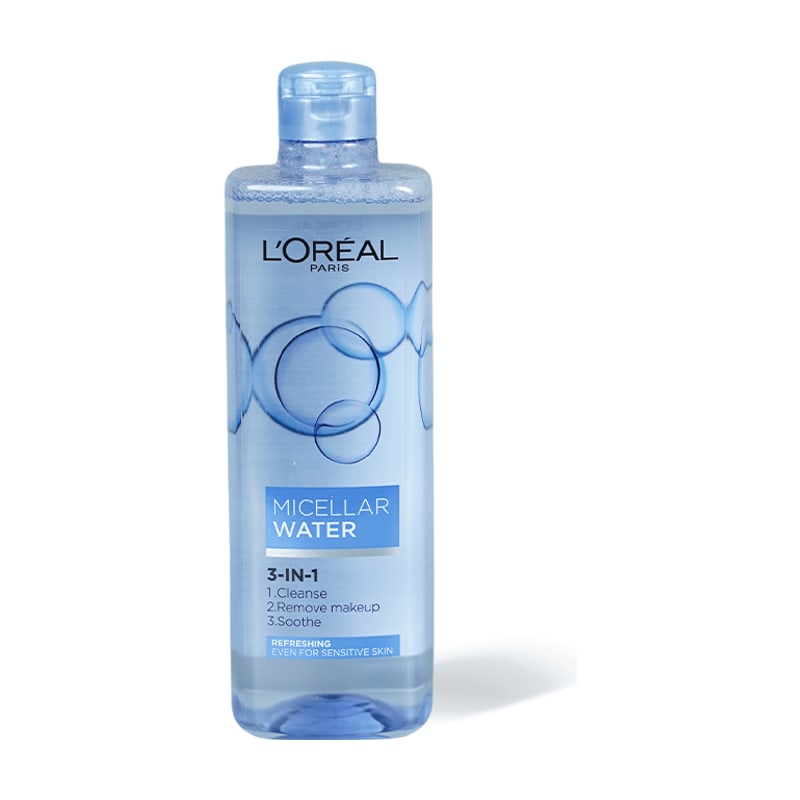 L'ORÉAL
PARIS
MICELLAR
WATER
3-IN-1
1.Cleanse
2.Remove makeup
3.Soothe
REFRESHING
EVEN FOR SENSITIVE SKIN